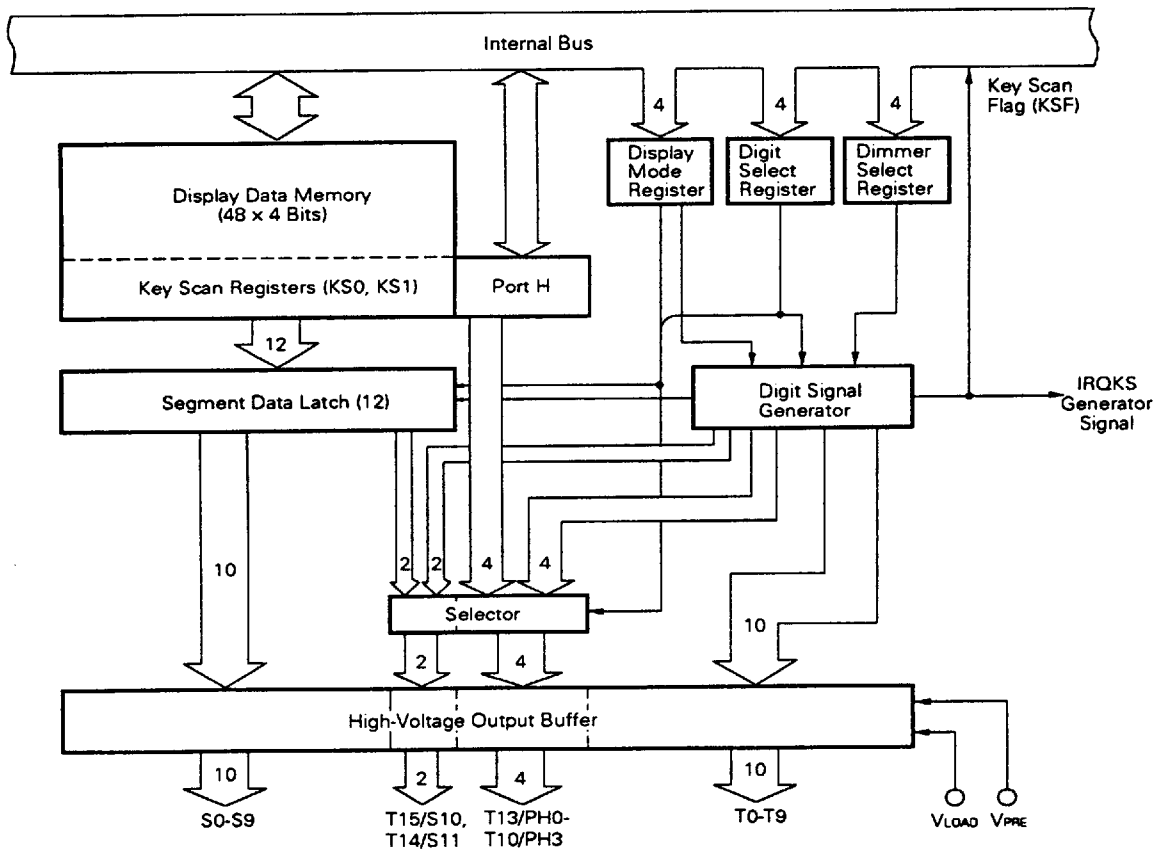 Internal Bus
Key Scan
Flag (KSF)
4
4
4
Display
Mode
Register
Digit
Select
Register
Dimmer
Select
Register
Display Data Memory
(48 x 4 Bits)
Key Scan Registers (KS0, KS1)
Port H
12
Segment Data Latch (12)
Digit Signal
Generator
IRQKS
Generator
Signal
10
2
2
4
4
Selector
10
2
4
High-Voltage Output Buffer
10
2
4
10
S0-S9
T15/S10,
T14/S11
T13/PH0-
T10/PH3
T0-T9
VLOAD
VPRE